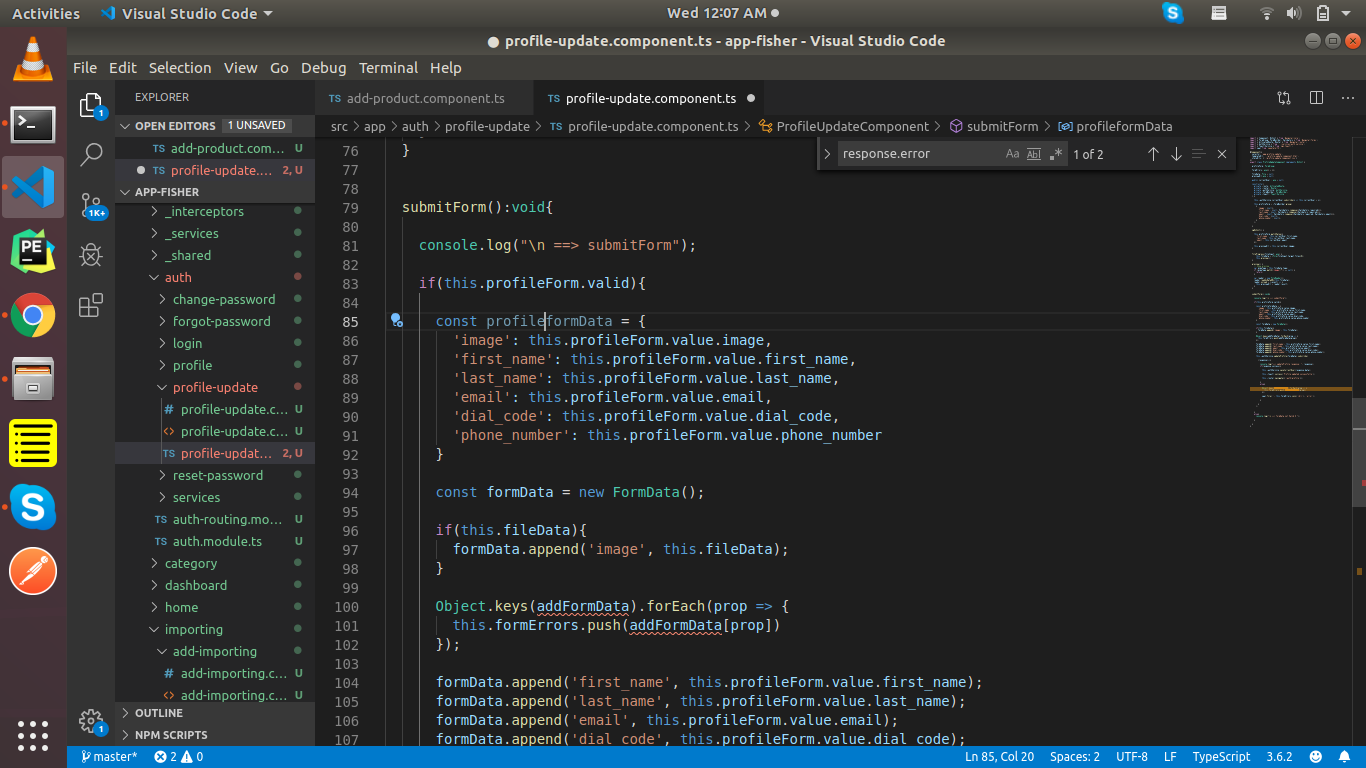 Activities
Visual Studio Code
Wed 12:07 AM
profile-update.component.ts - app-fisher - Visual Studio Code
File Edit Selection View Go Debug Terminal Help
EXPLORER
OPEN EDITORS 1 UNSAVED
TS add-product.com... U
TS profile-update.... 2, U
APP-FISHER
_interceptors
_services
_shared
auth
change-password
forgot-password
login
profile
profile-update
# profile-update.c... U
<> profile-update.c... U
TS profile-updat... 2, U
reset-password
services
TS auth-routing.mo... U
TS auth.module.ts U
category
dashboard
home
importing
add-importing
# add-importing.c... U
<> add-importing.c... U
OUTLINE
NPM SCRIPTS
1
1K+
1
PC
TS add-product.component.ts
TS profile-update.component.ts
src > app > auth > profile-update > TS profile-update.component.ts > ProfileUpdateComponent > submitForm > profileformData
response.error Aa Abl .* 1 of 2
76 }
77
78
79 submitForm():void{
80
81 console.log("\n ==> submitForm");
82
83 if(this.profileForm.valid){
84
85 const profileformData = {
86 'image': this.profileForm.value.image,
87 'first_name': this.profileForm.value.first_name,
88 'last_name': this.profileForm.value.last_name,
89 'email': this.profileForm.value.email,
90 'dial_code': this.profileForm.value.dial_code,
91 'phone_number': this.profileForm.value.phone_number
92 }
93
94 const formData = new FormData();
95
96 if(this.fileData){
97 formData.append('image', this.fileData);
98 }
99
100 Object.keys(addFormData).forEach(prop => {
101 this.formErrors.push(addFormData[prop])
102 });
103
104 formData.append('first_name', this.profileForm.value.first_name);
105 formData.append('last_name', this.profileForm.value.last_name);
106 formData.append('email', this.profileForm.value.email);
107 formData.append('dial_code', this.profileForm.value.dial_code);
master* 2 0 Ln 85, Col 20 Spaces: 2 UTF-8 LF TypeScript 3.6.2